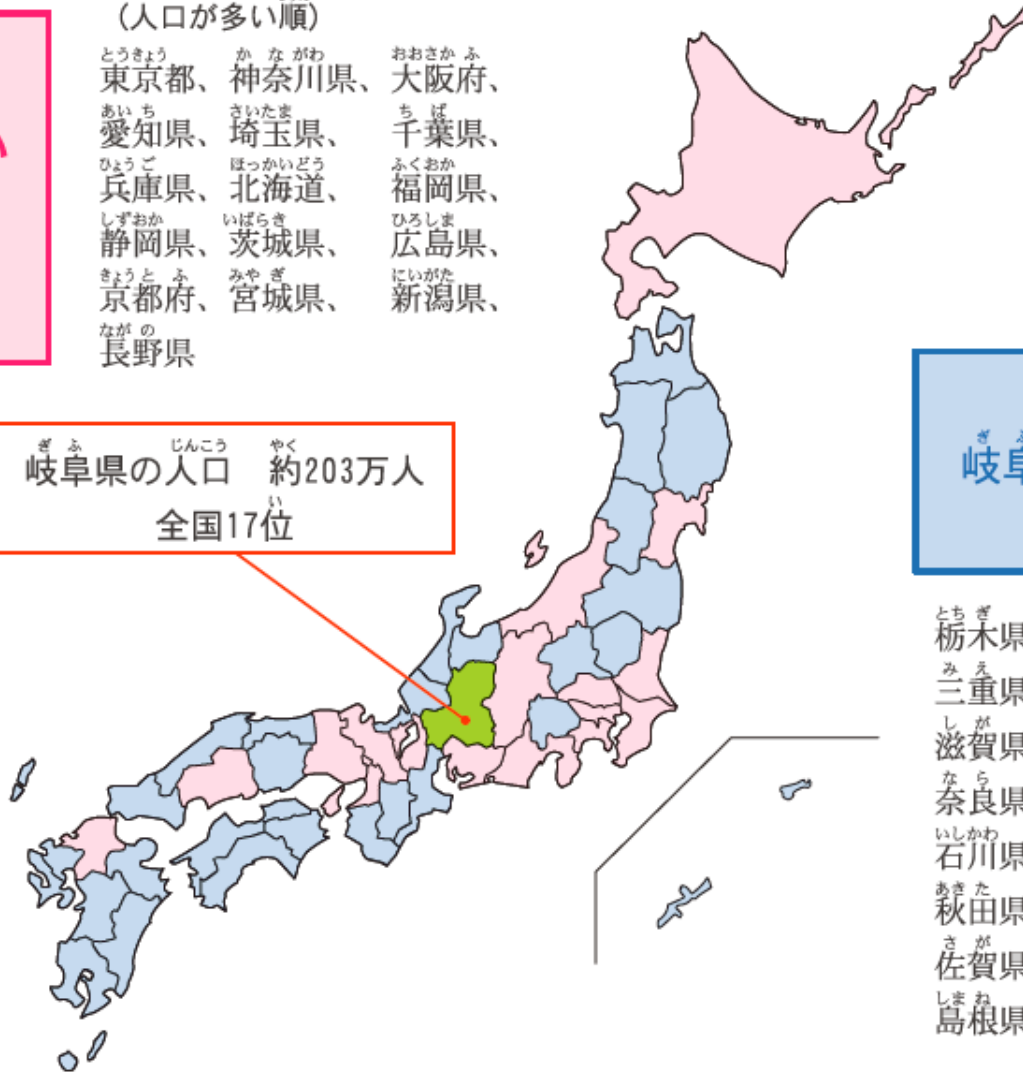 (人口が多い順)
東京都、神奈川県、大阪府、
愛知県、埼玉県、千葉県、
兵庫県、北海道、福岡県、
静岡県、茨城県、広島県、
京都府、宮城県、新潟県、
長野県
岐阜県の人口 約203万人
全国17位
岐阜
栃木県
三重県
滋賀県
奈良県
石川県
秋田県
佐賀県
島根県